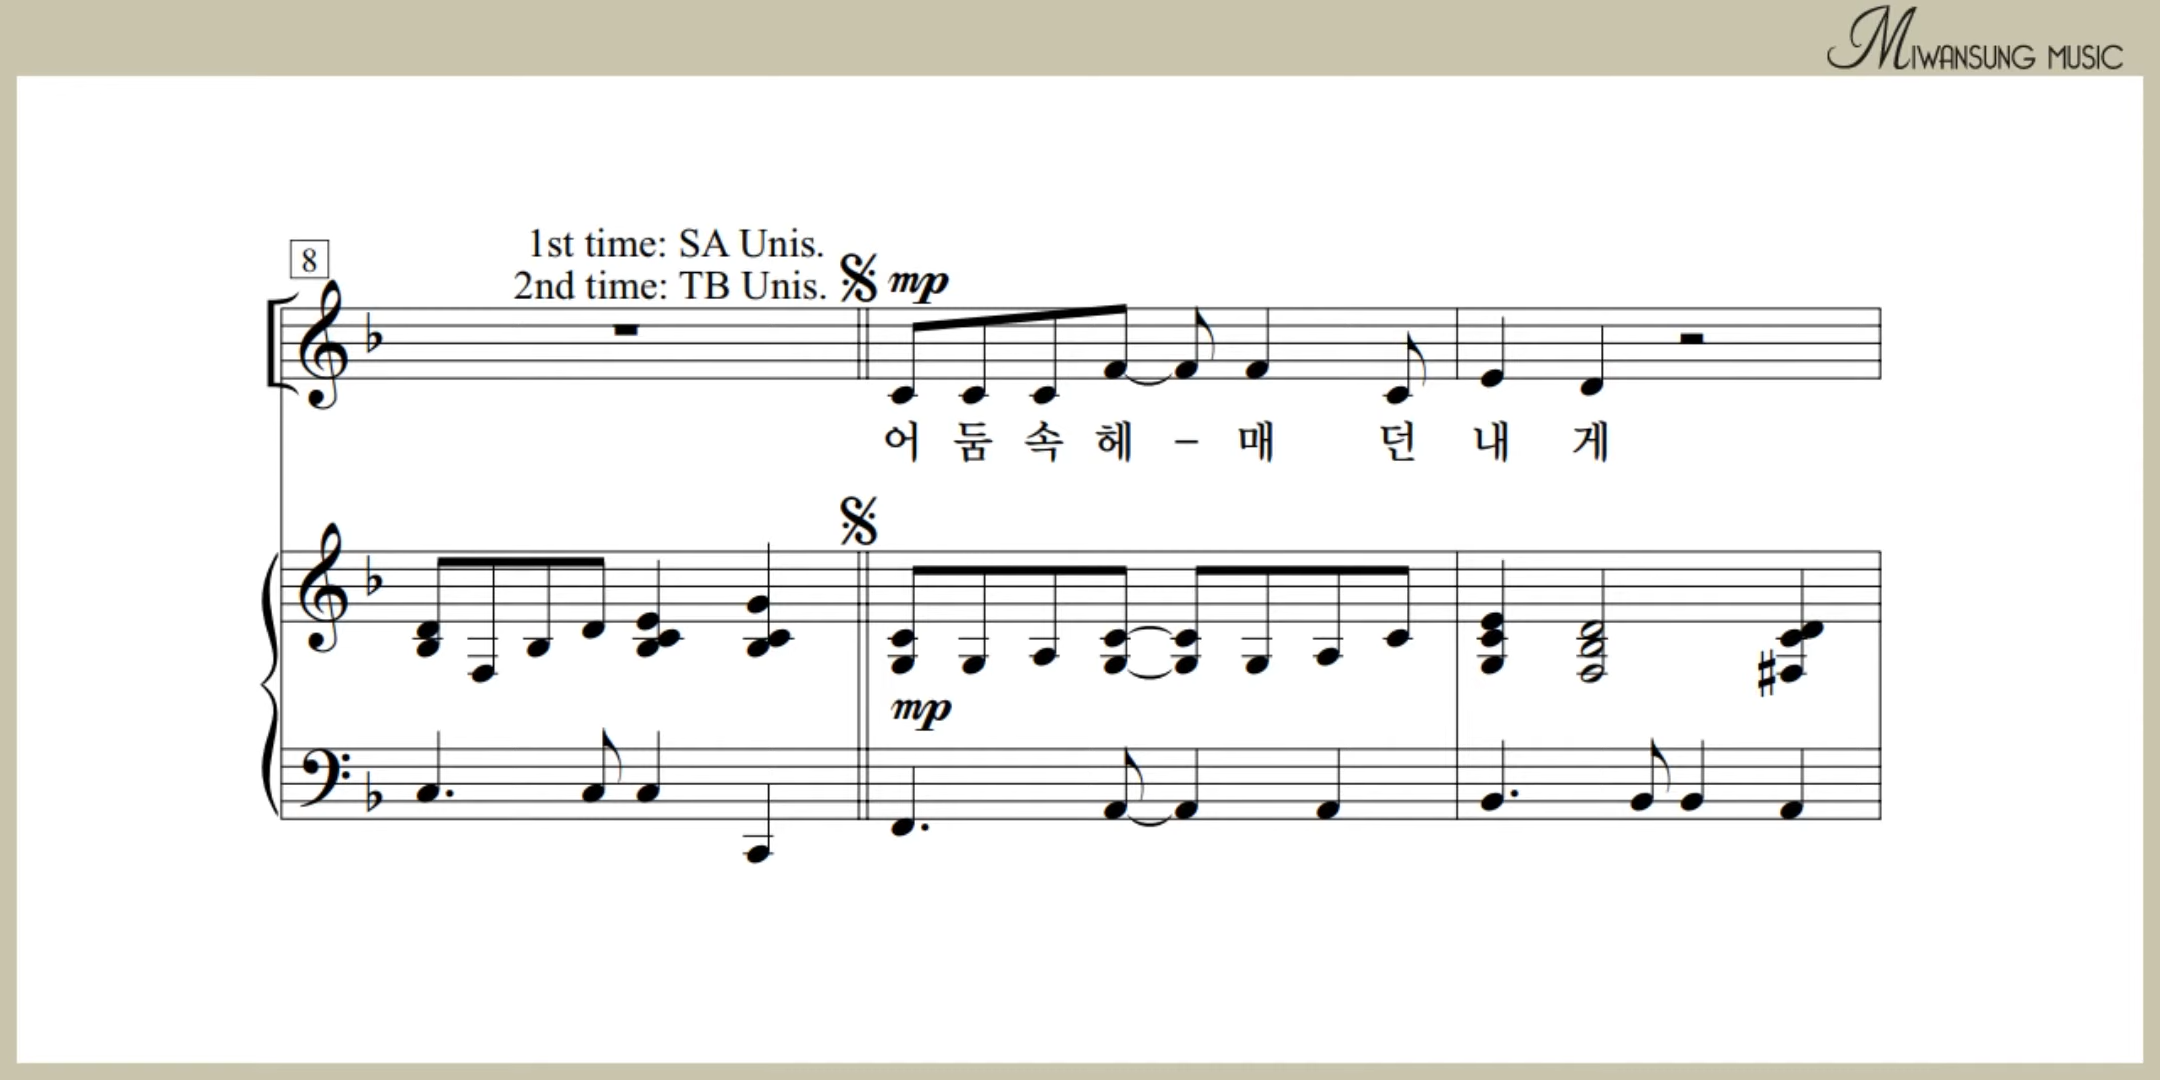 MIWANSUNG MUSIC
8
1st time: SA Unis.
2nd time: TB Unis.
mp
어 둠 속 헤 - 매 던 내 게
mp